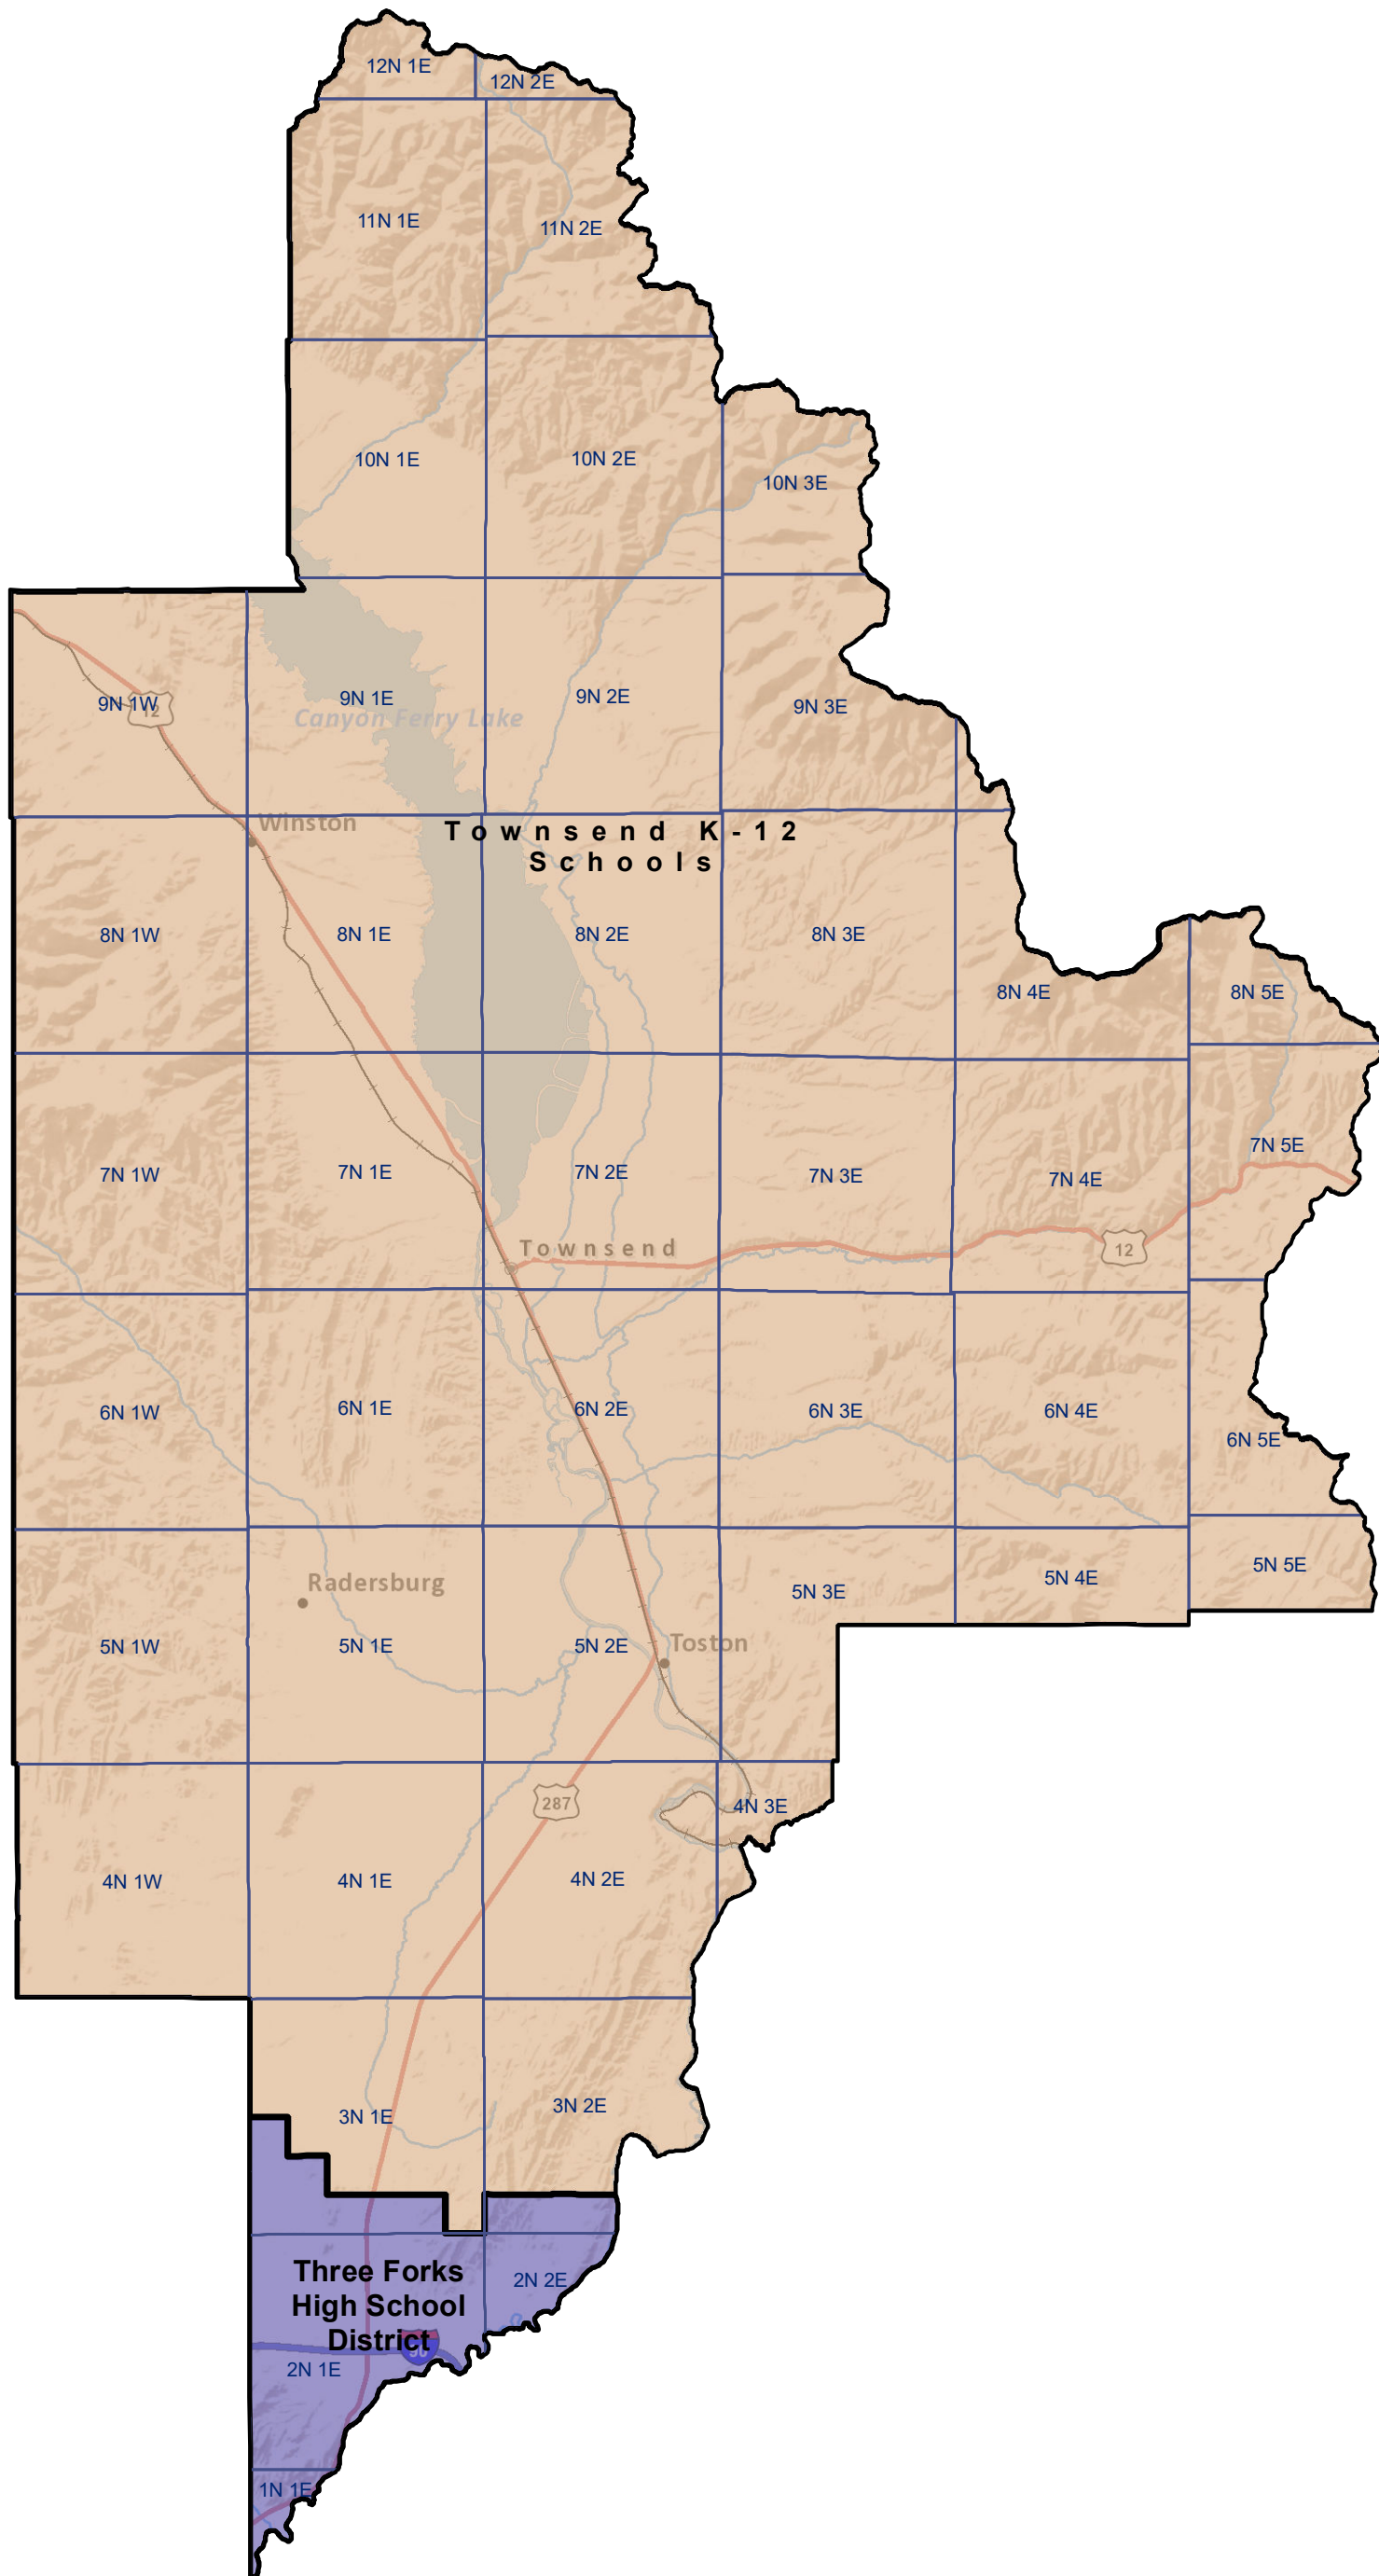 12N 1E
12N 2E
11N 1E
11N 2E
10N 1E
10N 2E
10N 3E
9N 1W
12
9N 1E
9N 2E
9N 3E
Canyon Ferry Lake
Winston
Townsend K-12
Schools
8N 1W
8N 1E
8N 2E
8N 3E
8N 4E
8N 5E
7N 1W
7N 1E
7N 2E
7N 3E
7N 4E
7N 5E
Townsend
12
6N 1W
6N 1E
6N 2E
6N 3E
6N 4E
6N 5E
Radersburg
5N 1W
5N 1E
5N 2E
Toston
5N 3E
5N 4E
5N 5E
287
4N 3E
4N 1W
4N 1E
4N 2E
3N 1E
3N 2E
Three Forks
High School
District
2N 2E
90
2N 1E
1N 1E